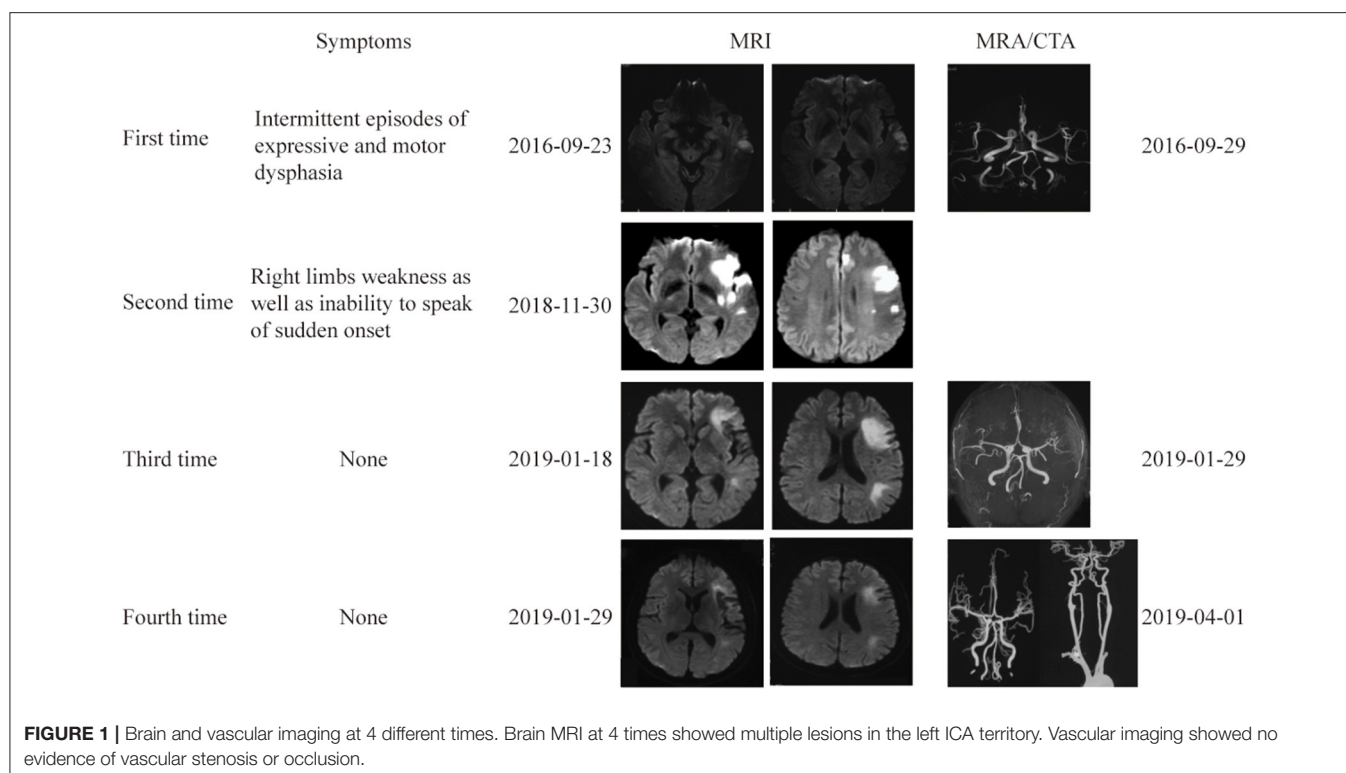 Symptoms MRI MRA/CTA
First time
Intermittent episodes of
expressive and motor
dysphasia
2016-09-23
2016-09-29
Second time
Right limbs weakness as
well as inability to speak
of sudden onset
2018-11-30
Third time
None
2019-01-18
2019-01-29
Fourth time
None
2019-01-29
2019-04-01
FIGURE 1 | Brain and vascular imaging at 4 different times. Brain MRI at 4 times showed multiple lesions in the left ICA territory. Vascular imaging showed no
evidence of vascular stenosis or occlusion.